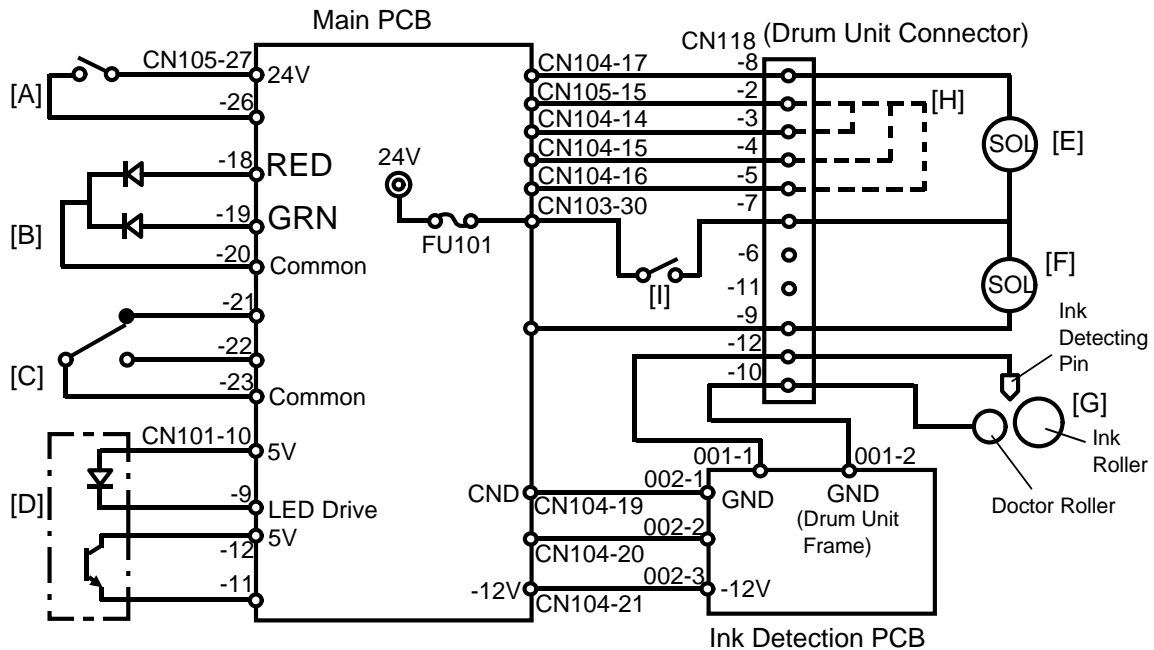 Main PCB
(Drum Unit Connector)
CN118
[A]
CN105-27
24V
-26
[B]
-18
RED
-19
GRN
-20
Common
[C]
-21
-22
-23
Common
[D]
CN101-10
5V
-9
LED Drive
-12
5V
-11
24V
FU101
CN104-17
-8
CN105-15
-2
CN104-14
-3
CN104-15
-4
CN104-16
-5
CN103-30
-7
-6
-11
-9
-12
-10
[H]
SOL
[E]
[I]
SOL
[F]
Ink
Detecting
Pin
[G]
Ink
Roller
Doctor Roller
001-1
001-2
CND
CN104-19
002-1
GND
GND
(Drum Unit
Frame)
CN104-20
002-2
-12V
CN104-21
002-3
-12V
Ink Detection PCB